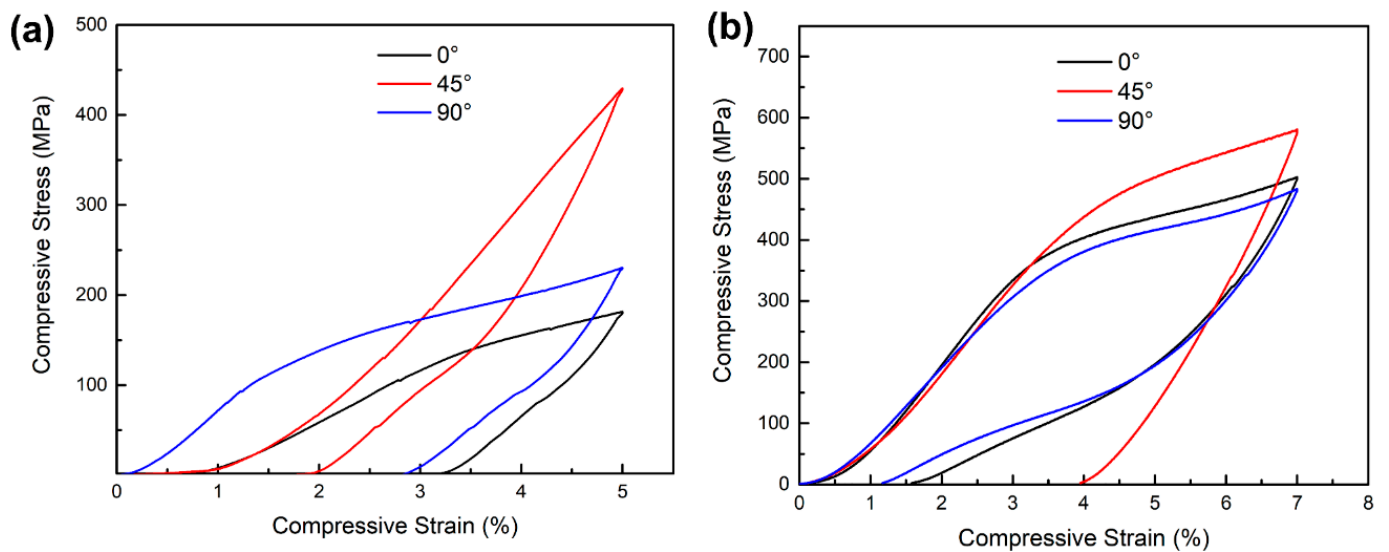 (a)
500
400
300
200
100
0 1 2 3 4 5
Compressive Stress (MPa)
Compressive Strain (%)
0°
45°
90°
(b)
700
600
500
400
300
200
100
0
0 1 2 3 4 5 6 7 8
Compressive Stress (MPa)
Compressive Strain (%)
0°
45°
90°